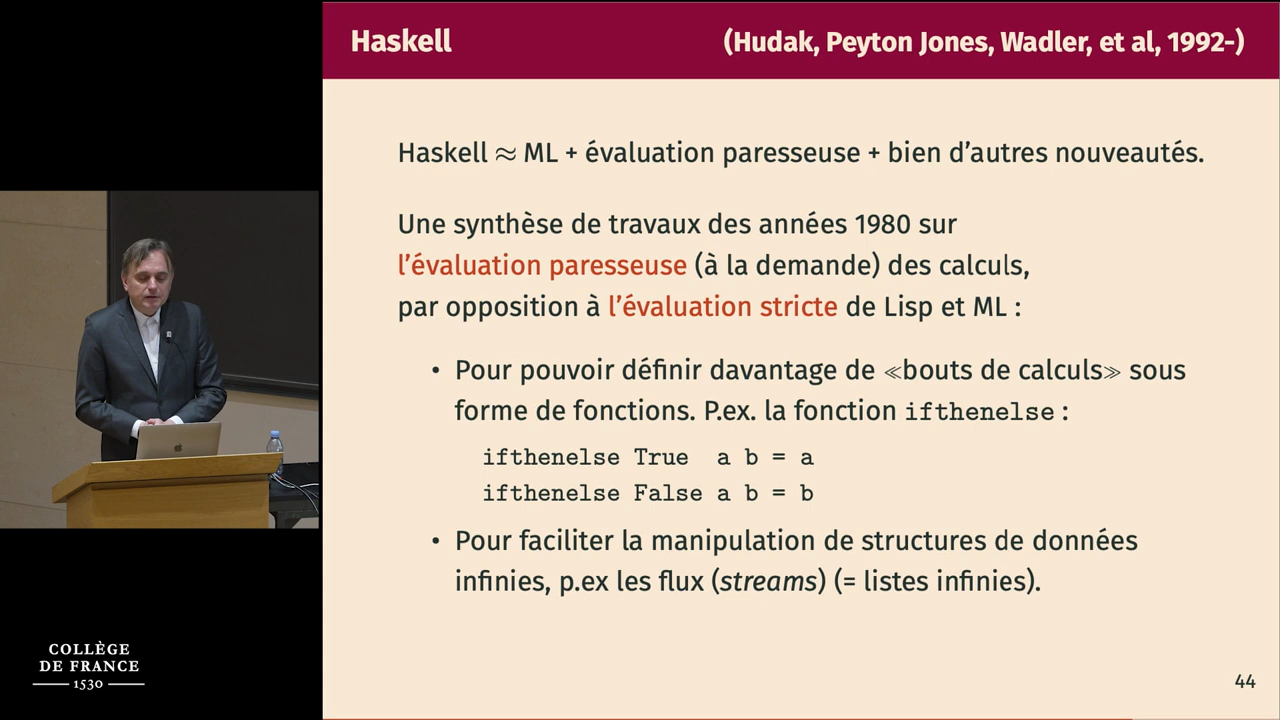 Haskell (Hudak, Peyton Jones, Wadler, et al, 1992-)
Haskell ≈ ML + évaluation paresseuse + bien d’autres nouveautés.
Une synthèse de travaux des années 1980 sur
l’évaluation paresseuse (à la demande) des calculs,
par opposition à l’évaluation stricte de Lisp et ML :
• Pour pouvoir définir davantage de ≪bouts de calculs≫ sous
forme de fonctions. P.ex. la fonction ifthenelse :
ifthenelse True a b = a
ifthenelse False a b = b
• Pour faciliter la manipulation de structures de données
infinies, p.ex les flux (streams) (= listes infinies).
44
COLLÈGE
DE FRANCE
1530